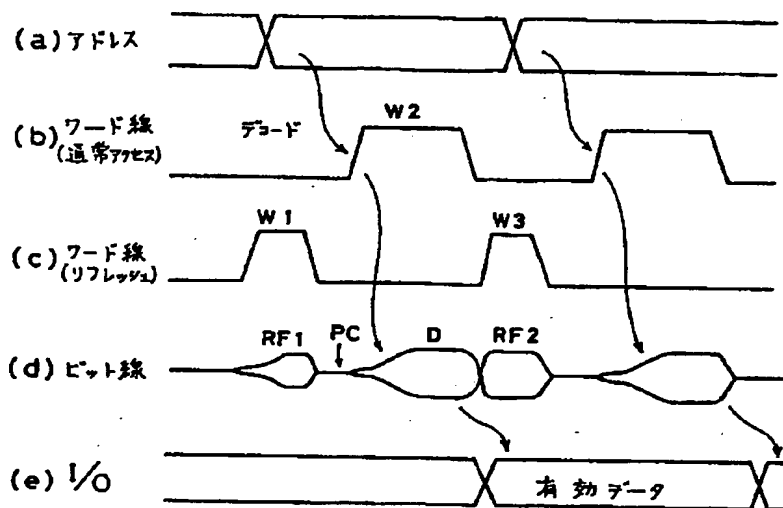 (a) アドレス
(b) ワード線
(通常アクセス)
デコード
W2
(c) ワード線
(リフレッシュ)
W1
W3
(d) ビット線
RF1
PC
D
RF2
(e) I/O
有効データ